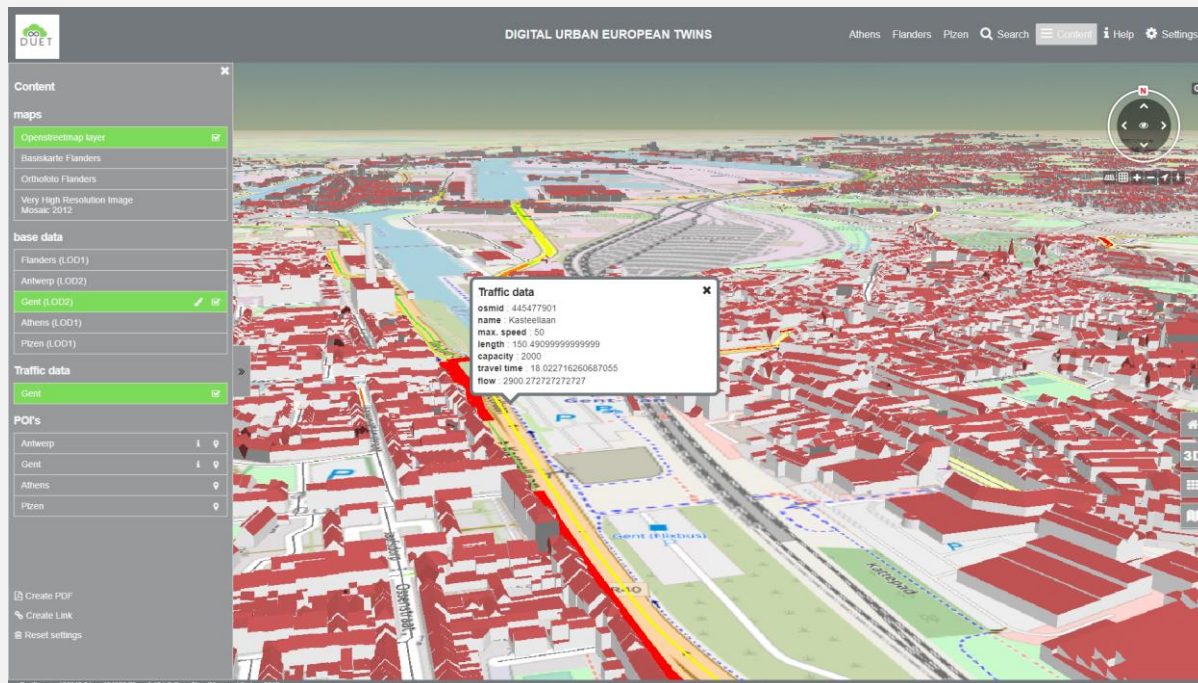 DUET
DIGITAL URBAN EUROPEAN TWINS
Athens Flanders Plzen Search Content Help Settings
Content
maps
Openstreetmap layer
Basiskarte Flanders
Orthofoto Flanders
Very High Resolution Image
Mosaic 2012
base data
Flanders (LOD1)
Antwerp (LOD2)
Gent (LOD2)
Athens (LOD1)
Plzen (LOD1)
Traffic data
Gent
POI's
Antwerp
Gent
Athens
Plzen
Create PDF
Create Link
Reset settings
N
Traffic data
osmid : 445477901
name : Kasteellaan
max. speed : 50
length : 150.49099999999999
capacity : 2000
travel time : 18.022716260687055
flow : 2900.272727272727
P
P
P
Gent (Flixbus)
R40
Kattepad
3D